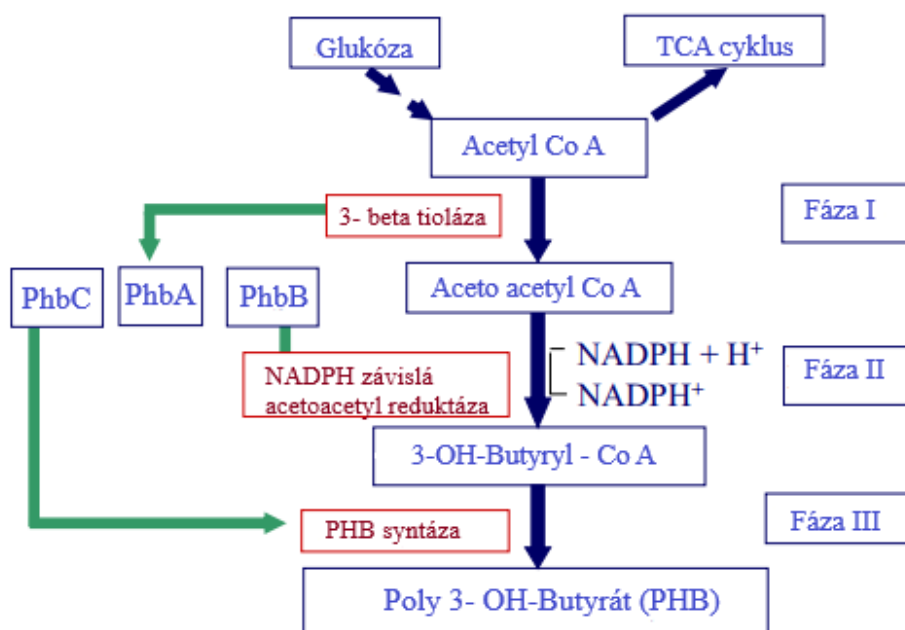 Glukóza
TCA cyklus
Acetyl Co A
3- beta tioláza
Fáza I
PhbC
PhbA
PhbB
Aceto acetyl Co A
NADPH + H⁺
NADPH⁺
Fáza II
NADPH závislá
acetoacetyl reduktáza
3-OH-Butyryl - Co A
Fáza III
PHB syntáza
Poly 3- OH-Butyrát (PHB)